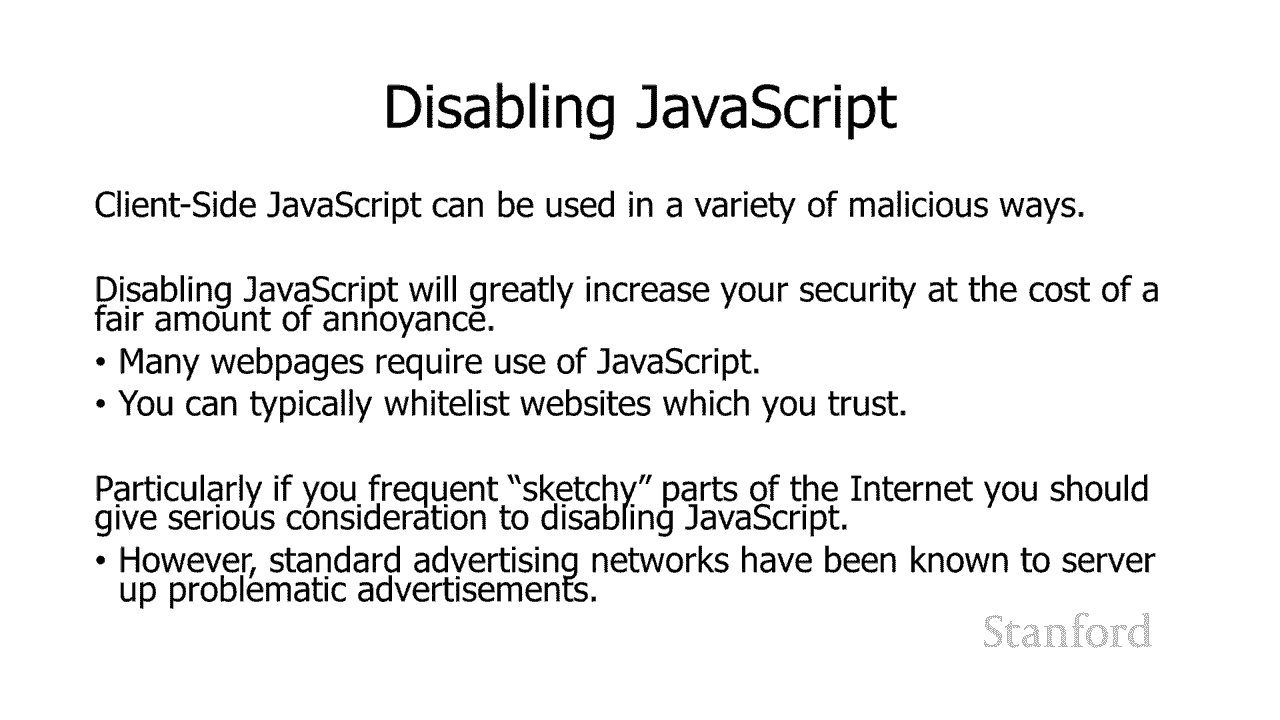 Disabling JavaScript
Client-Side JavaScript can be used in a variety of malicious ways.
Disabling JavaScript will greatly increase your security at the cost of a
fair amount of annoyance.
• Many webpages require use of JavaScript.
• You can typically whitelist websites which you trust.
Particularly if you frequent “sketchy” parts of the Internet you should
give serious consideration to disabling JavaScript.
• However, standard advertising networks have been known to server
up problematic advertisements.
Stanford